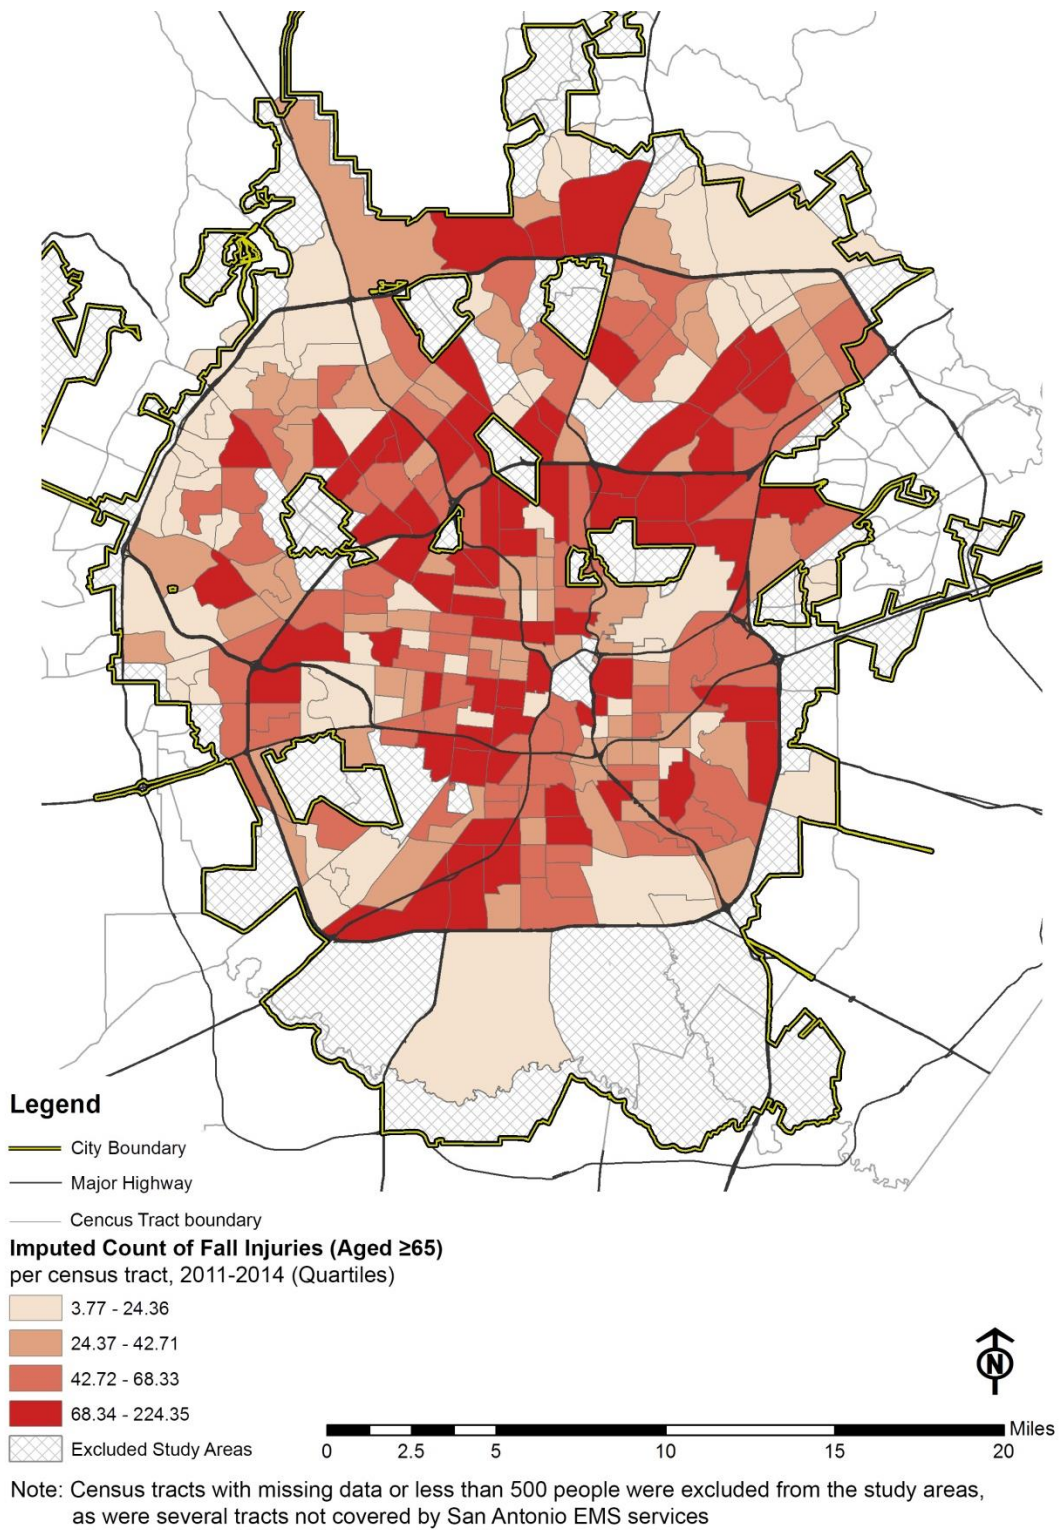 Legend
City Boundary
Major Highway
Cencus Tract boundary
Imputed Count of Fall Injuries (Aged ≥65)
per census tract, 2011-2014 (Quartiles)
3.77 - 24.36
24.37 - 42.71
42.72 - 68.33
68.34 - 224.35
Excluded Study Areas
N
Miles
0 2.5 5 10 15 20
Note: Census tracts with missing data or less than 500 people were excluded from the study areas,
as were several tracts not covered by San Antonio EMS services